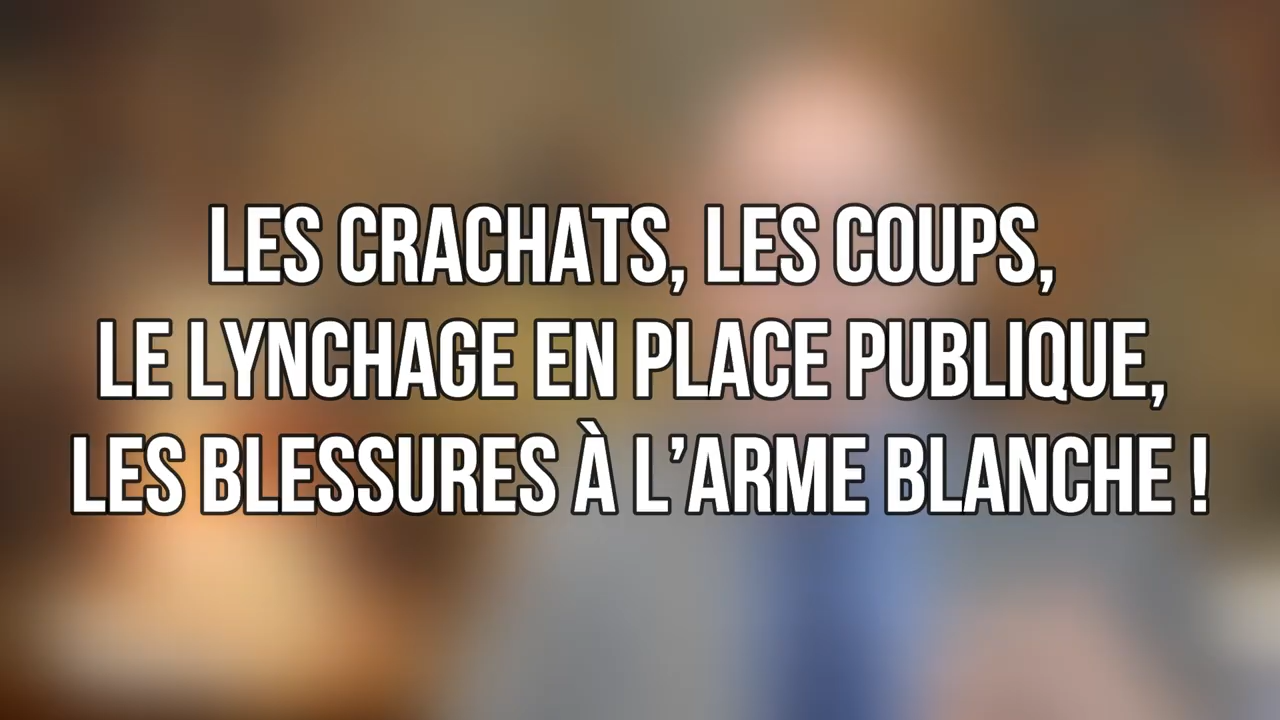 LES CRACHATS, LES COUPS,
LE LYNCHAGE EN PLACE PUBLIQUE,
LES BLESSURES À L’ARME BLANCHE !